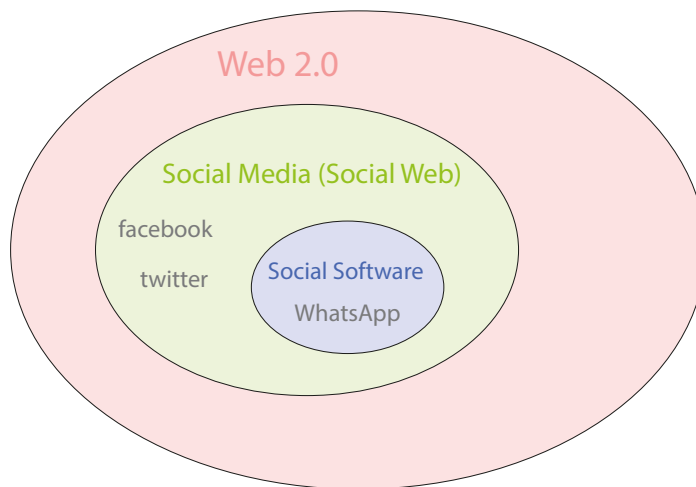 Web 2.0
Social Media (Social Web)
facebook
twitter
Social Software
WhatsApp